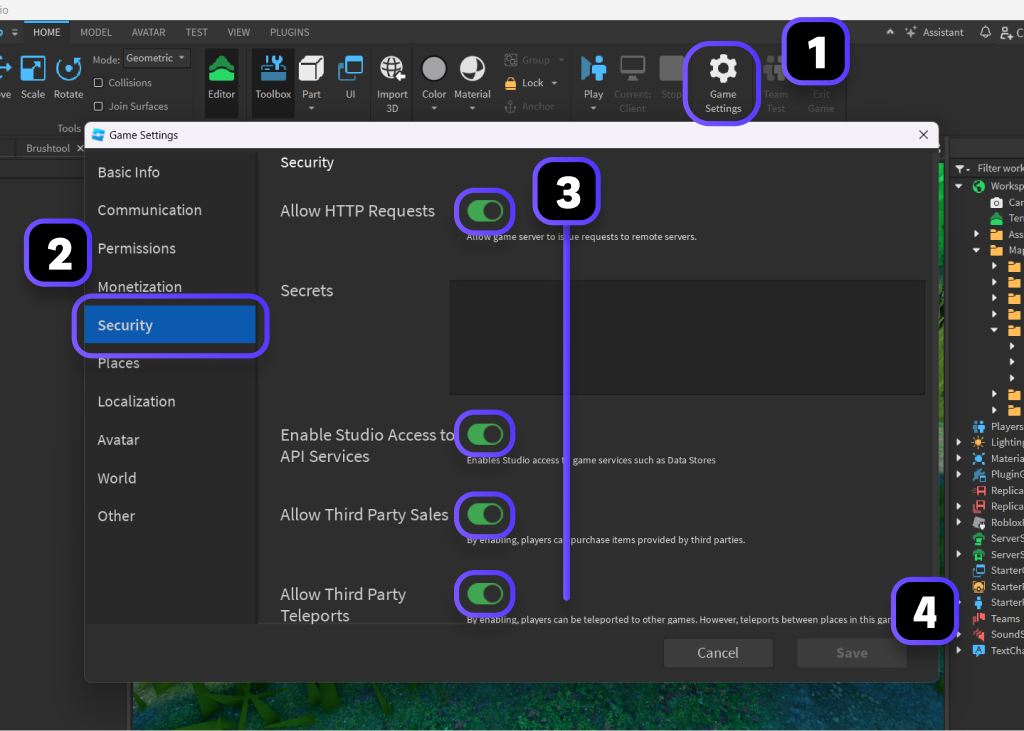 io
HOME MODEL AVATAR TEST VIEW PLUGINS
Assistant
1
Mode: Geometric
Collisions
Join Surfaces
Scale Rotate
Tools
Editor Toolbox Part UI Import 3D Color Material
Group
Lock
Anchor
Play Current: Client Stop Game Settings Team Test Exit Game
Game Settings
Brushtool
Basic Info
Communication
Permissions
2
Monetization
Security
Places
Localization
Avatar
World
Other
Security
3
Allow HTTP Requests
Allow game server to issue requests to remote servers.
Secrets
Enable Studio Access to
API Services
Enables Studio access to game services such as Data Stores
Allow Third Party Sales
By enabling, players can purchase items provided by third parties.
Allow Third Party
Teleports
By enabling, players can be teleported to other games. However, teleports between places in this gam
4
Cancel Save
Filter work
Worksp
Cam
Ter
Ass
Map
Players
Lighting
Materia
PluginG
Replica
Replica
RobloxP
ServerS
ServerS
StarterG
StarterP
StarterP
Teams
SoundS
TextCha